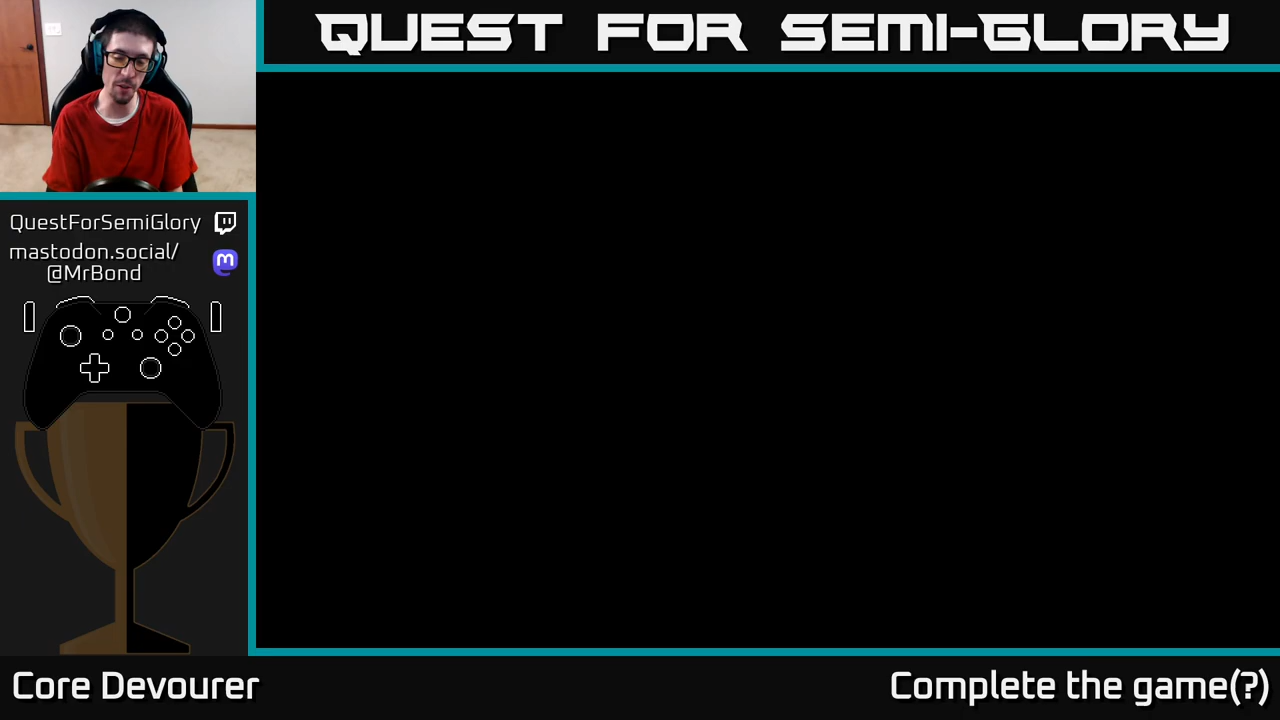 QUEST FOR SEMI-GLORY
QuestForSemiGlory
mastodon.social/
@MrBond
Core Devourer
Complete the game(?)